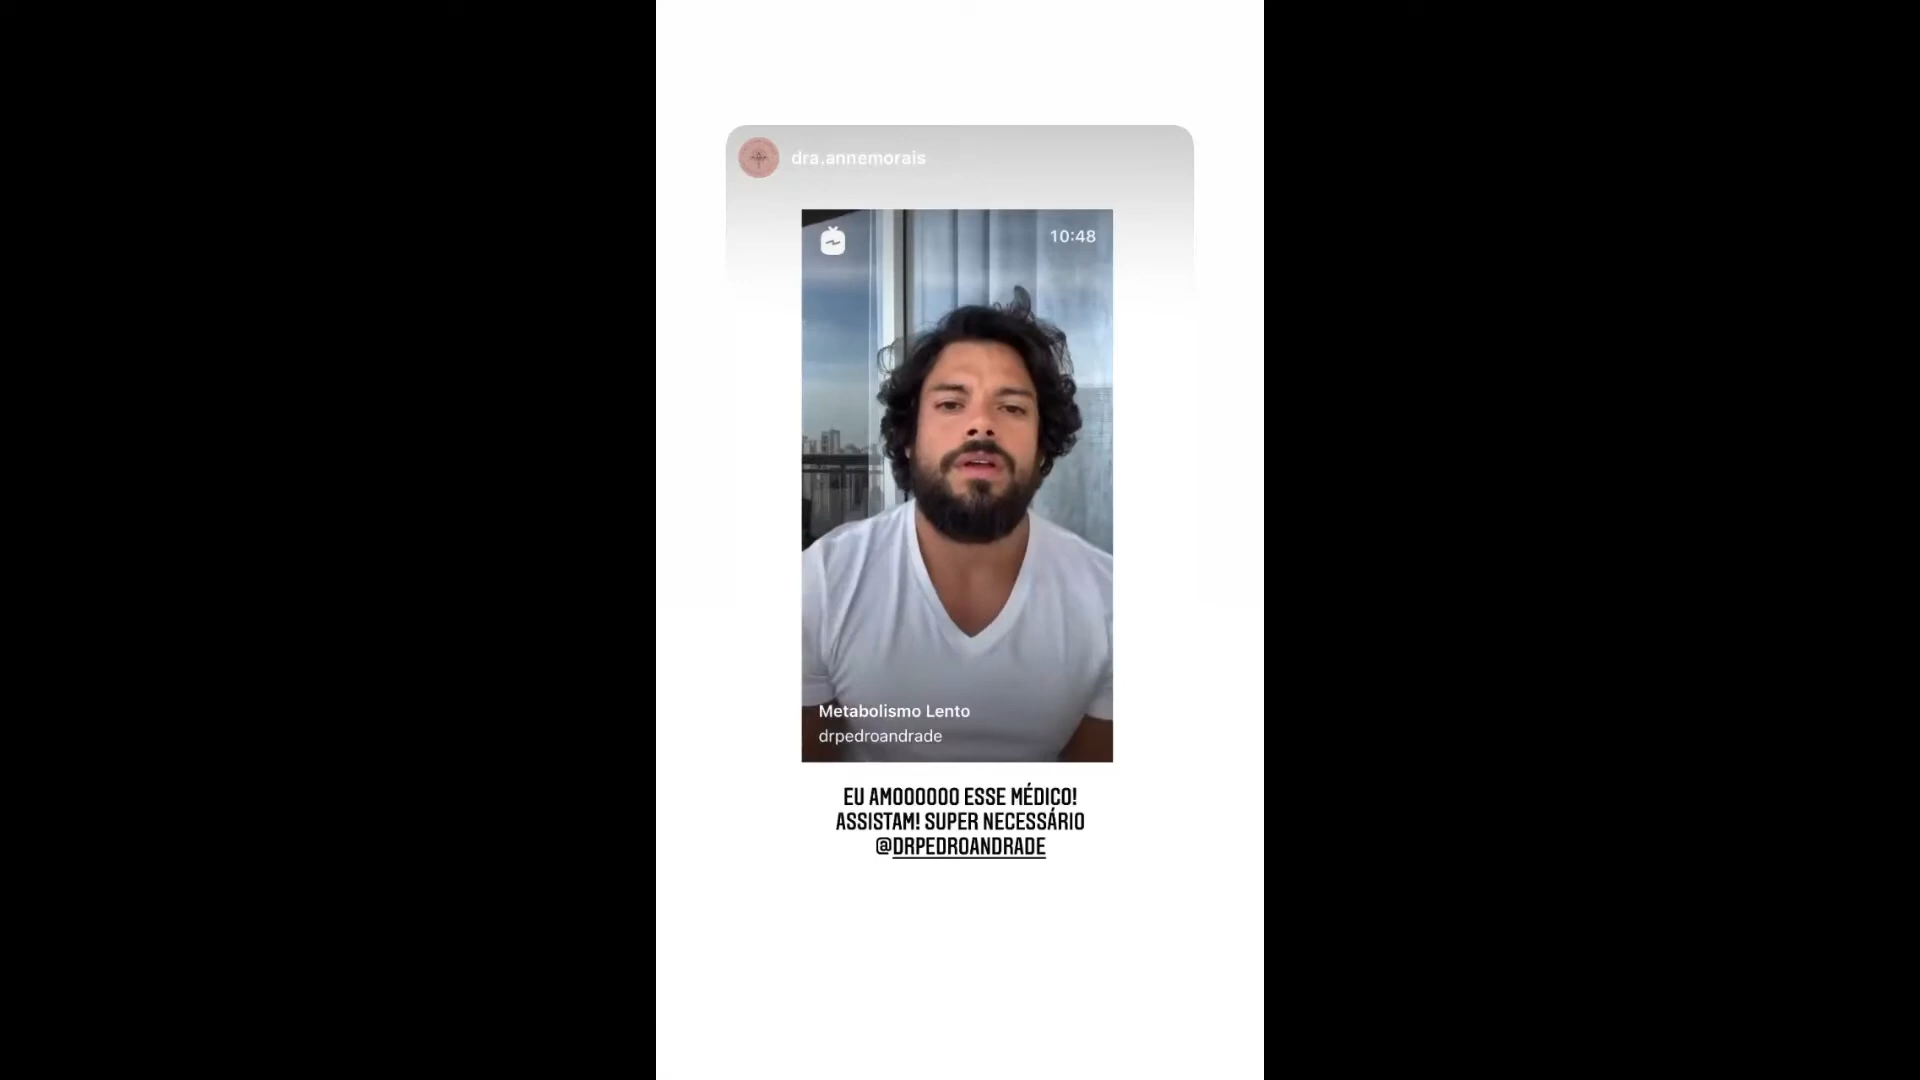 dra.annemorais
10:48
Metabolismo Lento
drpedroandrade
EU AMOOOOOO ESSE MÉDICO!
ASSISTAM! SUPER NECESSÁRIO
@DRPEDROANDRADE